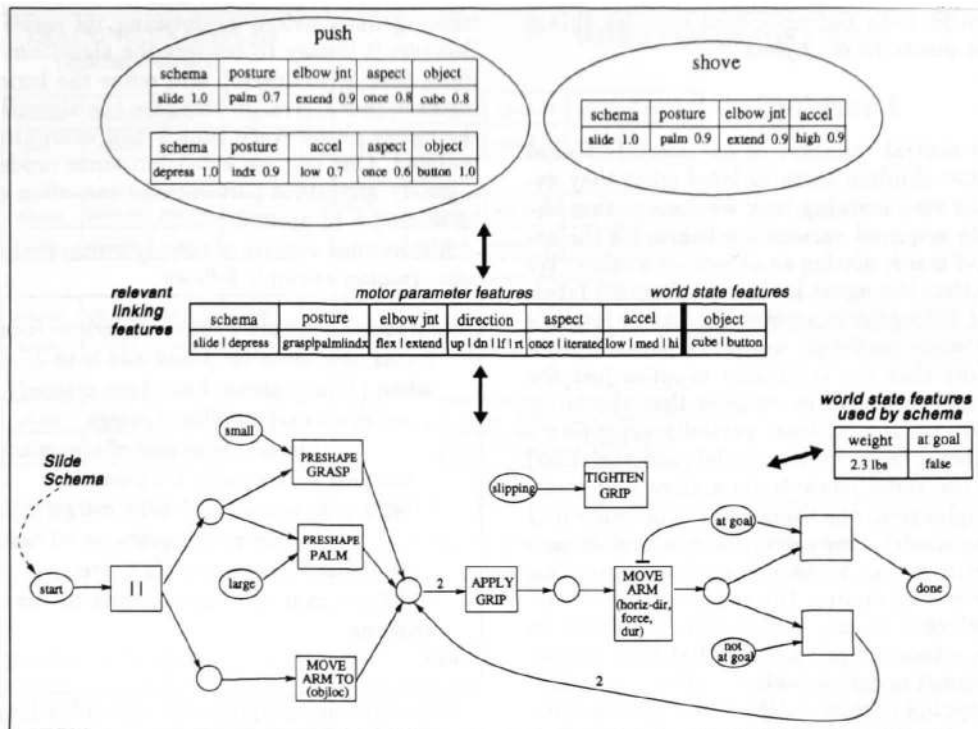 push
schema posture elbow jnt aspect object
slide 1.0 palm 0.7 extend 0.9 once 0.8 cube 0.8
schema posture accel aspect object
depress 1.0 indx 0.9 low 0.7 once 0.6 button 1.0
shove
schema posture elbow jnt accel
slide 1.0 palm 0.9 extend 0.9 high 0.9
relevant
linking
features
motor parameter features
world state features
schema posture elbow jnt direction aspect accel object
slide | depress grasp|palm|indx flex | extend up | dn | lf | rt once | iterated low | med | hi cube | button
world state features
used by schema
weight at goal
2.3 lbs false
Slide
Schema
small
PRESHAPE
GRASP
slipping
TIGHTEN
GRIP
at goal
PRESHAPE
PALM
large
start
||
2
APPLY
GRIP
MOVE
ARM
(horiz-dir,
force,
dur)
done
not
at goal
MOVE
ARM TO
(objloc)
2